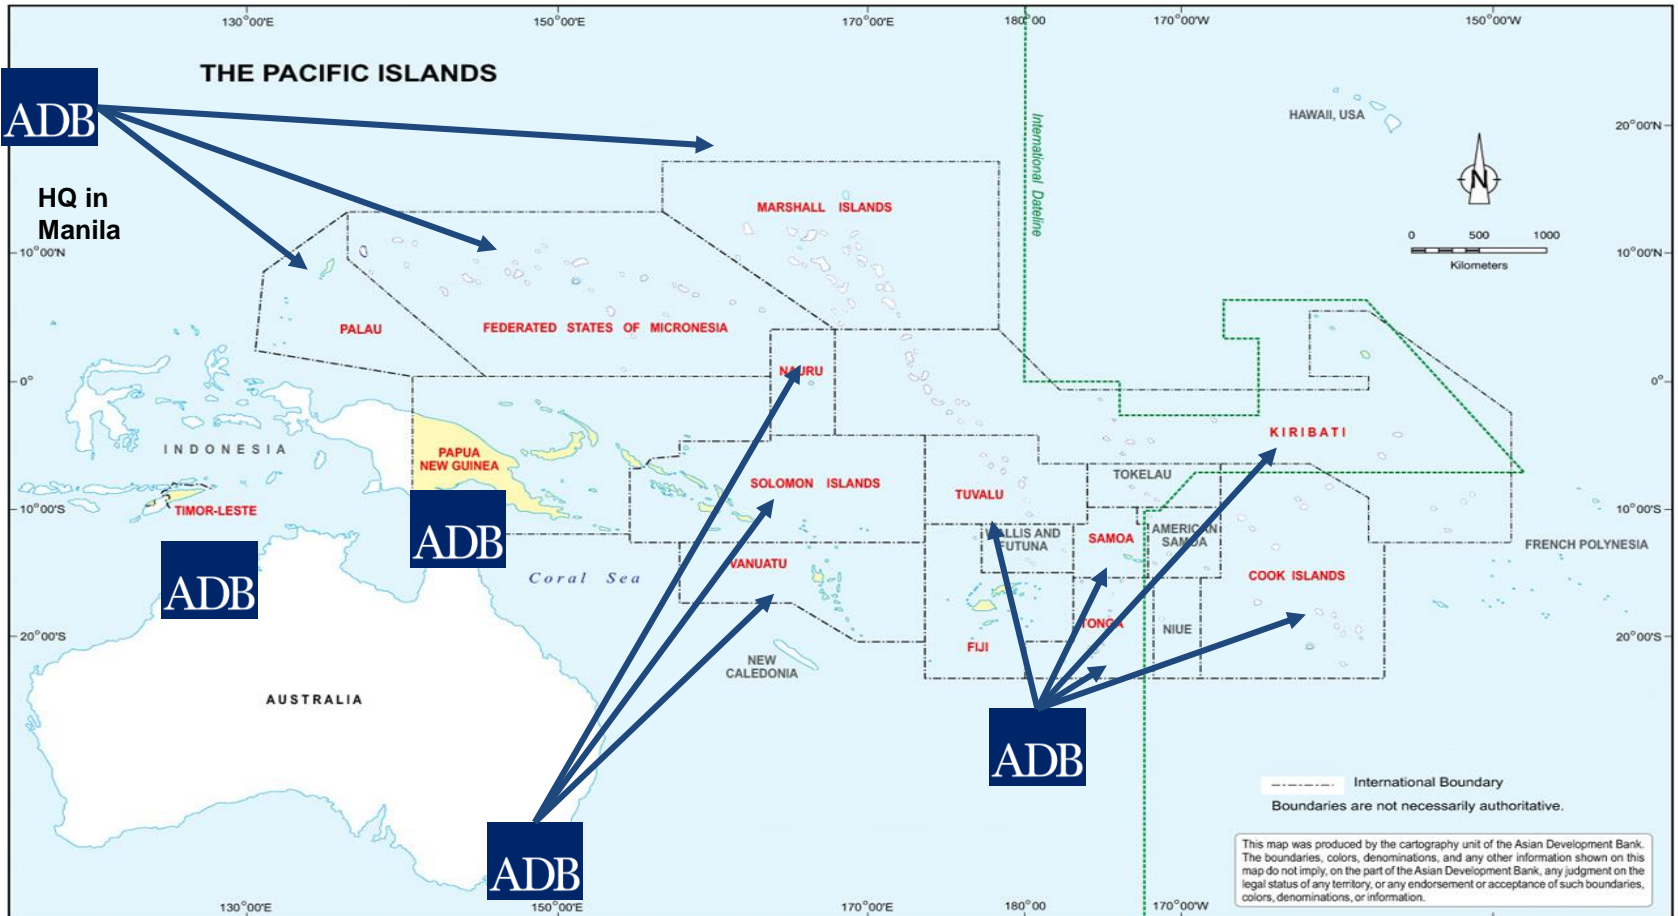 130°00'E
150°00'E
170°00'E
180°00
170°00'W
150°00'W
THE PACIFIC ISLANDS
ADB
HQ in
Manila
HAWAII, USA
20°00'N
International Dateline
N
0 500 1000
Kilometers
MARSHALL ISLANDS
10°00'N
10°00'N
PALAU
FEDERATED STATES OF MICRONESIA
NAURU
0°
0°
KIRIBATI
INDONESIA
PAPUA
NEW GUINEA
SOLOMON ISLANDS
TUVALU
TOKELAU
TIMOR-LESTE
10°00'S
10°00'S
ADB
ADB
WALLIS AND
FUTUNA
SAMOA
AMERICAN
SAMOA
FRENCH POLYNESIA
VANUATU
Coral Sea
COOK ISLANDS
TONGA
NIUE
FIJI
20°00'S
20°00'S
NEW
CALEDONIA
AUSTRALIA
ADB
ADB
International Boundary
Boundaries are not necessarily authoritative.
This map was produced by the cartography unit of the Asian Development Bank.
The boundaries, colors, denominations, and any other information shown on this
map do not imply, on the part of the Asian Development Bank, any judgment on the
legal status of any territory, or any endorsement or acceptance of such boundaries,
colors, denominations, or information.
130°00'E
150°00'E
170°00'E
180°00
170°00'W